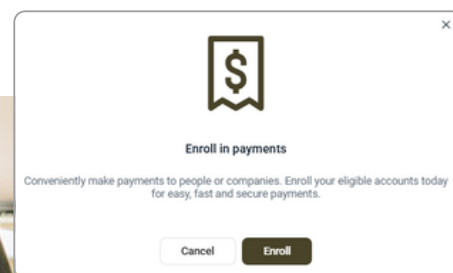 $
Enroll in payments
Conveniently make payments to people or companies. Enroll your eligible accounts today
for easy, fast and secure payments.
Cancel Enroll